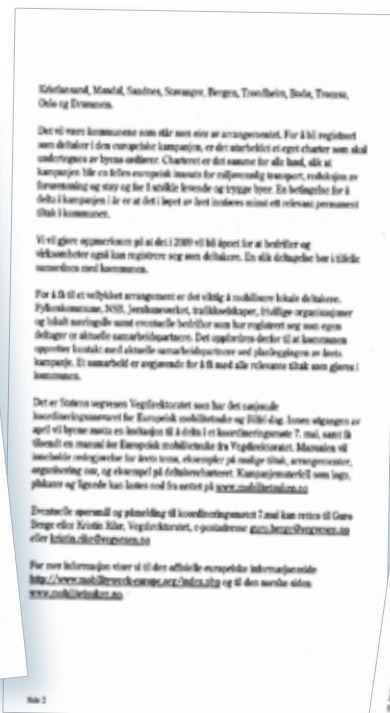 Kristiansand, Mandal, Sandnes, Stavanger, Bergen, Trondheim, Bodø, Tromsø,
Oslo og Drammen.
Det vil være kommunene som står som eier av arrangementet. For å bli registrert
som deltaker i den europeiske kampanjen, er det utarbeidet et eget charter som skal
undertegnes av byens ordfører. Charteret er det samme for alle land, slik at
kampanjen blir en felles europeisk innsats for miljøvennlig transport, reduksjon av
forurensning og støy og for å utvikle levende og trygge byer. En betingelse for å
delta i kampanjen i år er at det i løpet av året innføres minst ett relevant permanent
tiltak i kommunen.
Vi vil gjøre oppmerksom på at det i 2009 vil bli åpnet for at bedrifter og
virksomheter også kan registrere seg som deltakere. En slik deltagelse bør i tilfelle
samordnes med kommunen.
For å få til et vellykket arrangement er det viktig å mobilisere lokale deltakere.
Fylkeskommune, NSB, Jernbaneverket, trafikkselskaper, frivillige organisasjoner
og lokalt næringsliv samt eventuelle bedrifter som har registrert seg som egen
deltager er aktuelle samarbeidspartnere. Det oppfordres derfor til at kommunen
oppretter kontakt med aktuelle samarbeidspartnere ved planleggingen av årets
kampanje. Et samarbeid er avgjørende for å få med alle relevante tiltak som gjøres i
kommunen.
Det er Statens vegvesen Vegdirektoratet som har det nasjonale
koordineringsansvaret for Europeisk mobilitetsuke og Bilfri dag. Innen utgangen av
april vil byene motta en invitasjon til å delta i et koordineringsmøte 7. mai, samt få
tilsendt en manual for Europeisk mobilitetsuke fra Vegdirektoratet. Manualen vil
inneholde redegjørelse for årets tema, eksempler på mulige tiltak, arrangementer,
organisering osv, og eksempel på deltakercharteret. Kampanjemateriell som logo,
plakater og lignede kan lastes ned fra nettet på www.mobilitetsuken.no
Eventuelle spørsmål og påmelding til koordineringsmøtet 7.mai kan rettes til Guro
Berge eller Kristin Rike, Vegdirektoratet, e-postadresse guro.berge@vegvesen.no
eller kristin.rike@vegvesen.no
For mer informasjon viser vi til den offisielle europeiske informasjonsside
http://www.mobilityweek-europe.org/index.php og til den norske siden
www.mobilitetsuken.no.
Side 2